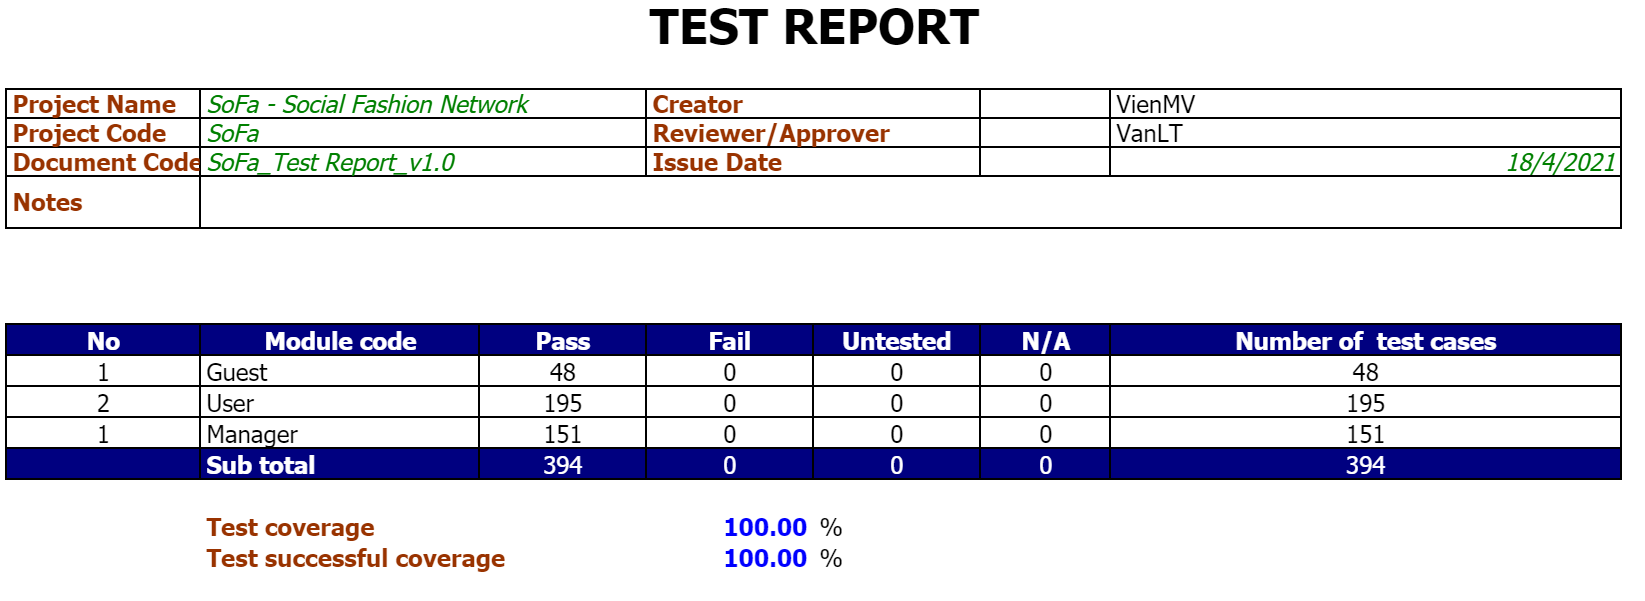 TEST REPORT
Project Name SoFa - Social Fashion Network Creator VienMV
Project Code SoFa Reviewer/Approver VanLT
Document Code SoFa_Test Report_v1.0 Issue Date 18/4/2021
Notes
No Module code Pass Fail Untested N/A Number of  test cases
1 Guest 48 0 0 0 48
2 User 195 0 0 0 195
1 Manager 151 0 0 0 151
Sub total 394 0 0 0 394
Test coverage 100.00 %
Test successful coverage 100.00 %